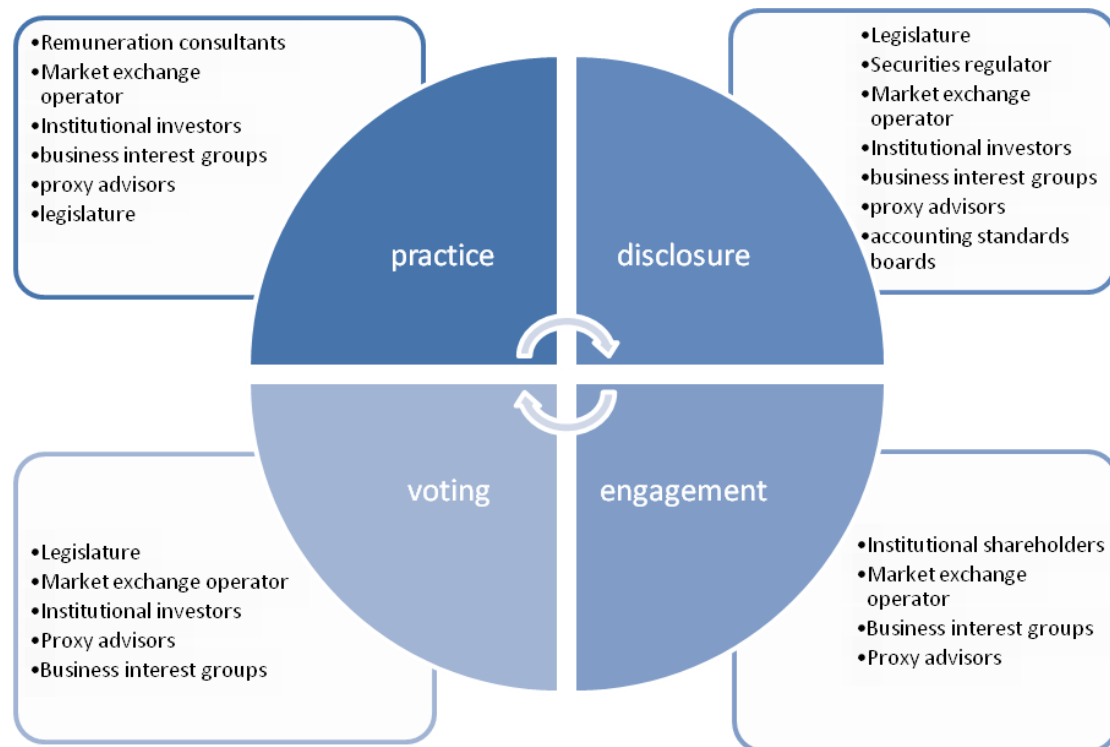 •Remuneration consultants
•Market exchange
operator
•Institutional investors
•business interest groups
•proxy advisors
•legislature
•Legislature
•Securities regulator
•Market exchange
operator
•Institutional investors
•business interest groups
•proxy advisors
•accounting standards
boards
practice
disclosure
voting
engagement
•Legislature
•Market exchange operator
•Institutional investors
•Proxy advisors
•Business interest groups
•Institutional shareholders
•Market exchange
operator
•Business interest groups
•Proxy advisors